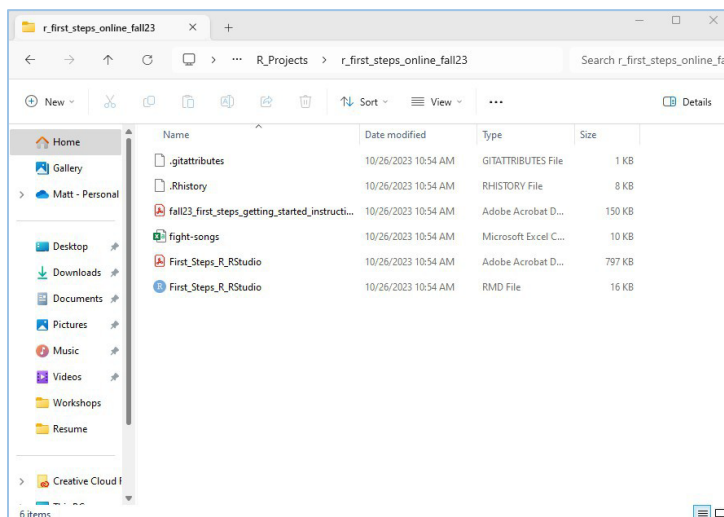 r_first_steps_online_fall23
R_Projects > r_first_steps_online_fall23 Search r_first_steps_online_fa
New Sort View ... Details
Name Date modified Type Size
Home
Gallery
Matt - Personal
Desktop
Downloads
Documents
Pictures
Music
Videos
Workshops
Resume
Creative Cloud F
.gitattributes 10/26/2023 10:54 AM GITATTRIBUTES File 1 KB
.Rhistory 10/26/2023 10:54 AM RHISTORY File 8 KB
fall23_first_steps_getting_started_instructi... 10/26/2023 10:54 AM Adobe Acrobat D... 150 KB
fight-songs 10/26/2023 10:54 AM Microsoft Excel C... 10 KB
First_Steps_R_RStudio 10/26/2023 10:54 AM Adobe Acrobat D... 797 KB
First_Steps_R_RStudio 10/26/2023 10:54 AM RMD File 16 KB
6 items